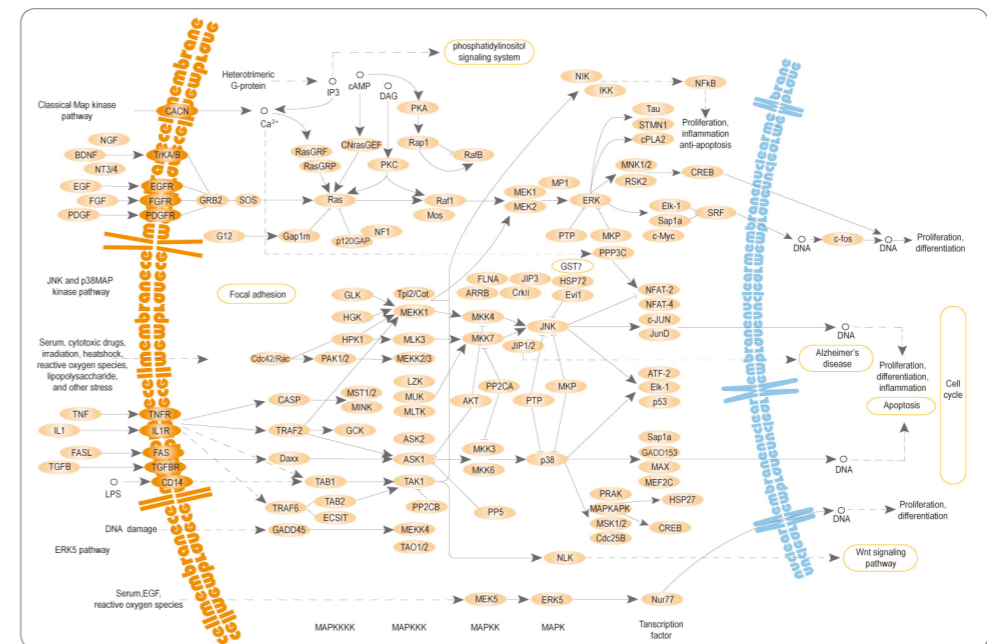 phosphatidylinositol
signaling system
Heterotrimeric
G-protein
IP3
cAMP
DAG
NIK
IKK
NFkB
Classical Map kinase
pathway
CACN
Ca2+
PKA
Tau
STMN1
cPLA2
Proliferation,
inflammation
anti-apoptosis
NGF
BDNF
NT3/4
TrKA/B
RasGRF
RasGRP
CNrasGEF
PKC
Rap1
RafB
MNK1/2
RSK2
CREB
EGF
FGF
PDGF
EGFR
FGFR
PDGFR
GRB2
SOS
Ras
Raf1
Mos
MEK1
MEK2
MP1
ERK
Elk-1
Sap1a
c-Myc
SRF
G12
Gap1m
p120GAP
NF1
PTP
MKP
DNA
c-fos
DNA
Proliferation,
differentiation
PPP3C
GST?
JNK and p38MAP
kinase pathway
Focal adhesion
GLK
HGK
HPK1
Tpl2/Cot
MEKK1
MLK3
MEKK2/3
FLNA
ARRB
JIP3
CrkII
HSP72
Evi1
NFAT-2
NFAT-4
c-JUN
JunD
MKK4
MKK7
JNK
JIP1/2
DNA
Serum, cytotoxic drugs,
irradiation, heatshock,
reactive oxygen species,
lipopolysaccharide,
and other stress
Cdc42/Rac
PAK1/2
Alzheimer's
disease
Proliferation,
differentiation,
inflammation
Apoptosis
Cell
cycle
LZK
MUK
MLTK
PP2CA
AKT
PTP
MKP
ATF-2
Elk-1
p53
CASP
MST1/2
MINK
TNF
IL1
TNFR
IL1R
TRAF2
GCK
ASK2
ASK1
MKK3
MKK6
p38
Sap1a
GADD153
MAX
MEF2C
DNA
FASL
TGFB
FAS
TGFBR
Daxx
LPS
CD14
TAB1
TAK1
PP2CB
PP5
PRAK
MAPKAPK
MSK1/2
Cdc25B
HSP27
CREB
TRAF6
TAB2
ECSIT
DNA damage
GADD45
MEKK4
TAO1/2
DNA
Proliferation,
differentiation
ERK5 pathway
NLK
Wnt signaling
pathway
Serum,EGF,
reactive oxygen species
MEK5
ERK5
Nur77
MAPKKKK
MAPKKK
MAPKK
MAPK
Tanscription
factor
cellmembrane
nuclearmembrane